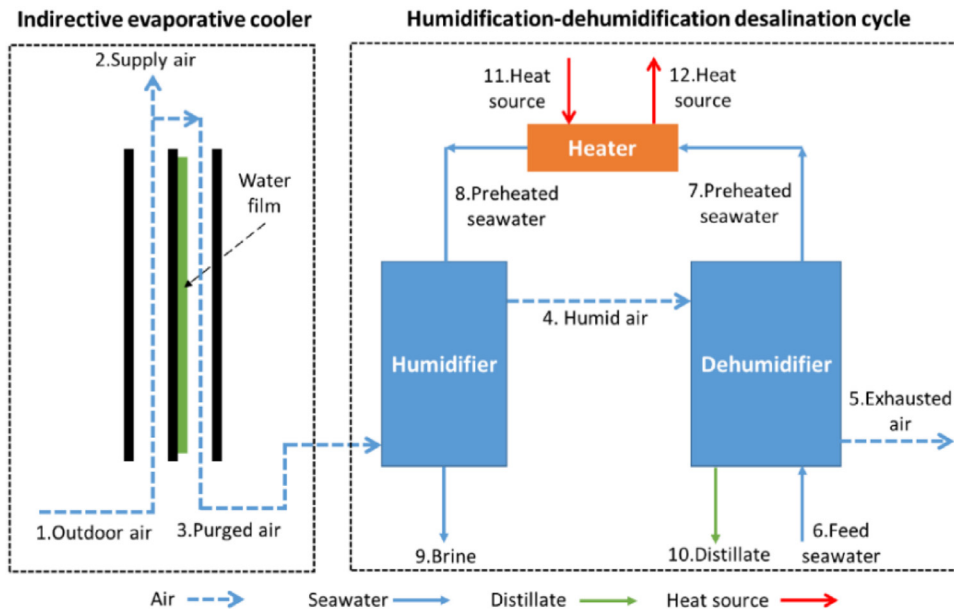 Indirective evaporative cooler
Humidification-dehumidification desalination cycle
2.Supply air
Water
film
1.Outdoor air
3.Purged air
11.Heat
source
12.Heat
source
Heater
8.Preheated
seawater
7.Preheated
seawater
4. Humid air
Humidifier
Dehumidifier
5.Exhausted
air
9.Brine
10.Distillate
6.Feed
seawater
Air
Seawater
Distillate
Heat source